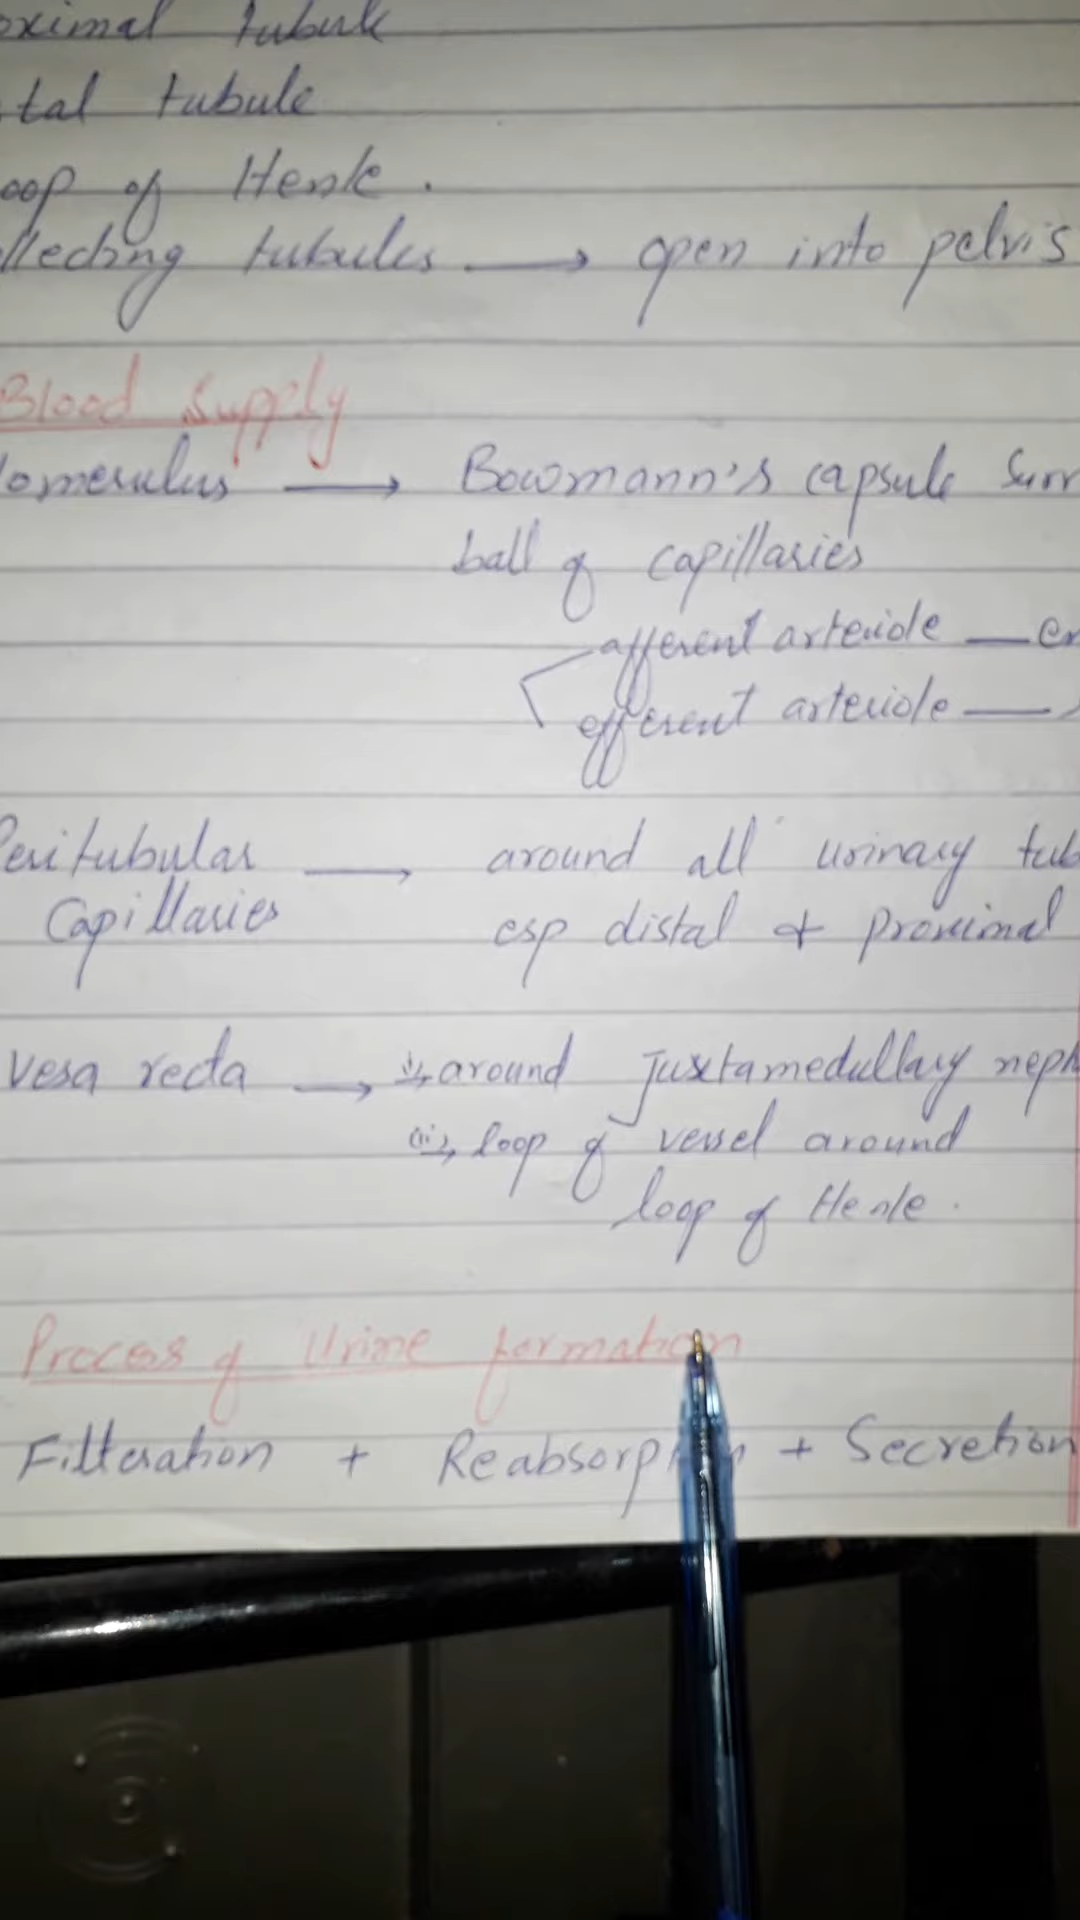 oximal tubule
tal tubule
oop of Henle.
llecting tubules → open into pelvis
Blood Supply
lomerulus → Bowmann's capsule surr
ball of capillaries
afferent arteriole — en
efferent arteriole —
Peritubular → around all urinary tub
Capillaries esp distal & proximal
Vesa recta → (i) around Juxtamedullary neph
(ii) loop of vessel around
loop of Henle.
Process of Urine formation
Filteration + Reabsorp + Secretion